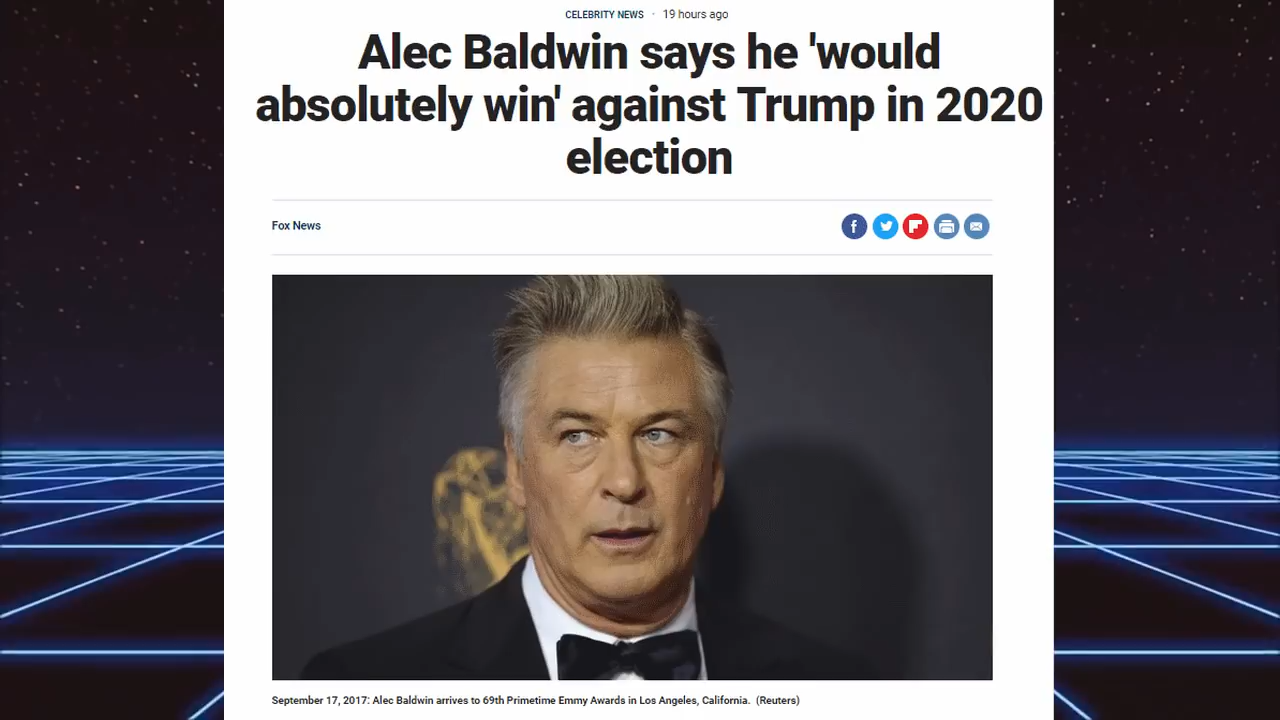 CELEBRITY NEWS · 19 hours ago
Alec Baldwin says he 'would
absolutely win' against Trump in 2020
election
Fox News
September 17, 2017: Alec Baldwin arrives to 69th Primetime Emmy Awards in Los Angeles, California. (Reuters)